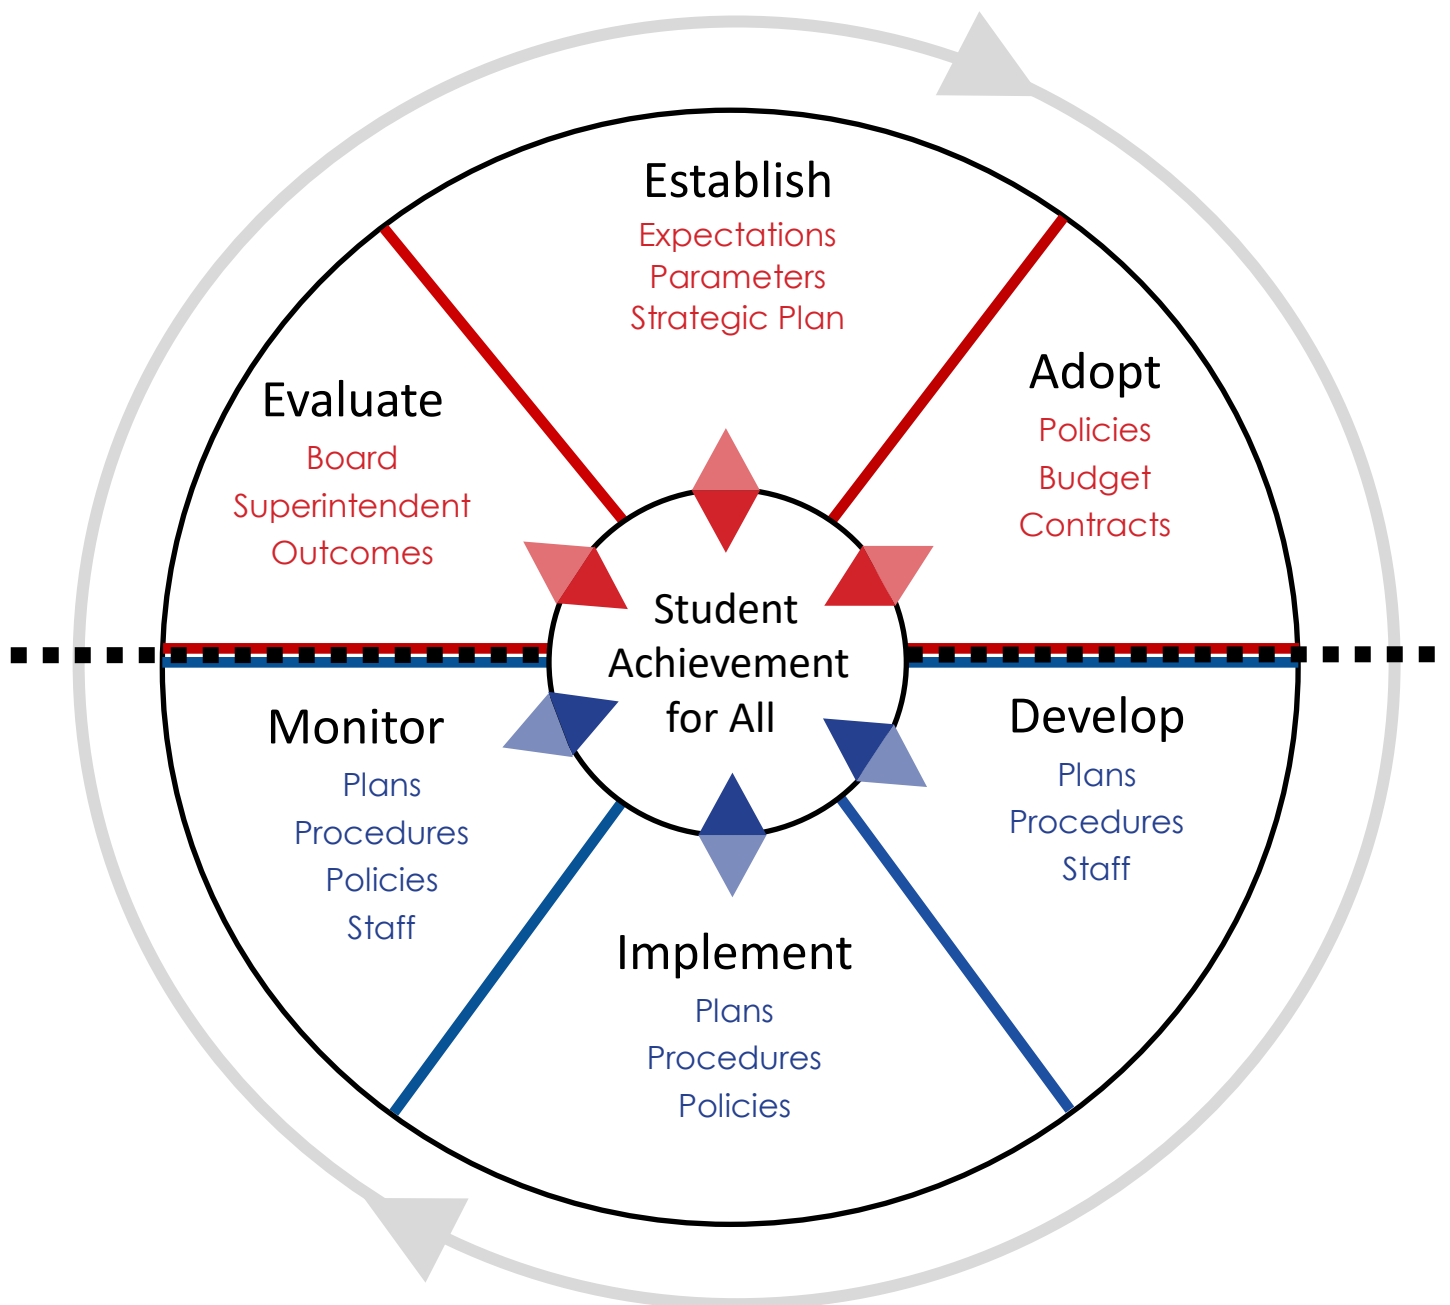 Establish
Expectations
Parameters
Strategic Plan
Adopt
Policies
Budget
Contracts
Evaluate
Board
Superintendent
Outcomes
Student
Achievement
for All
Develop
Plans
Procedures
Staff
Monitor
Plans
Procedures
Policies
Staff
Implement
Plans
Procedures
Policies